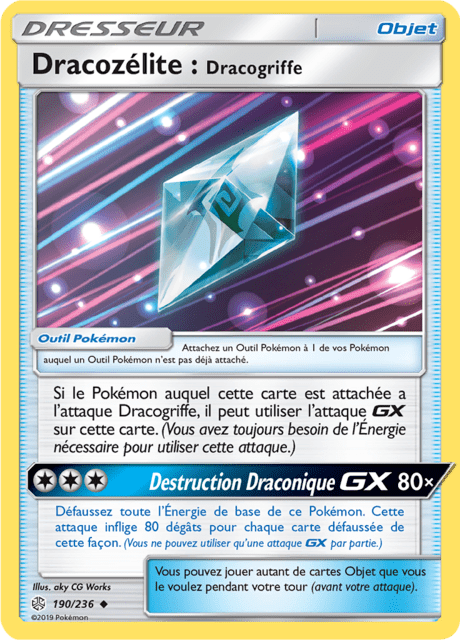 DRESSEUR Objet
Dracozélite : Dracogriffe
Outil Pokémon
Attachez un Outil Pokémon à 1 de vos Pokémon
auquel un Outil Pokémon n'est pas déjà attaché.
Si le Pokémon auquel cette carte est attachée a
l'attaque Dracogriffe, il peut utiliser l'attaque GX
sur cette carte. (Vous avez toujours besoin de l'Énergie
nécessaire pour utiliser cette attaque.)
Destruction Draconique GX 80×
Défaussez toute l'Énergie de base de ce Pokémon. Cette
attaque inflige 80 dégâts pour chaque carte défaussée de
cette façon. (Vous ne pouvez utiliser qu'une attaque GX par partie.)
Vous pouvez jouer autant de cartes Objet que vous
le voulez pendant votre tour (avant votre attaque).
Illus. aky CG Works
190/236
©2019 Pokémon